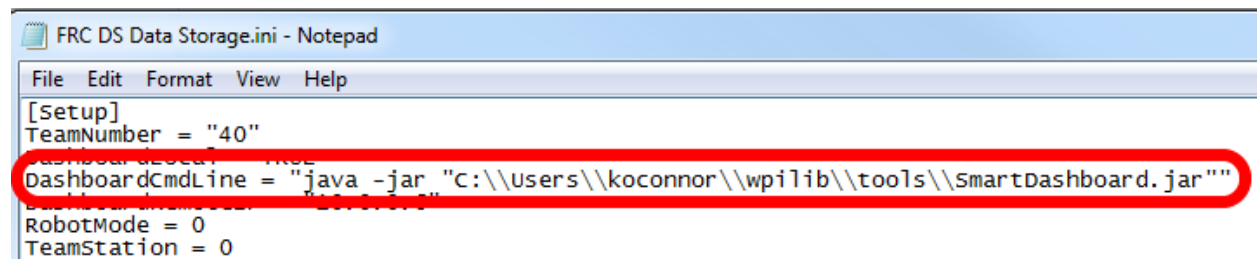 FRC DS Data Storage.ini - Notepad
File Edit Format View Help
[Setup]
TeamNumber = "40"
DashboardCmdLine = "java -jar "C:\\Users\\koconnor\\wpilib\\tools\\SmartDashboard.jar""
RobotMode = 0
TeamStation = 0